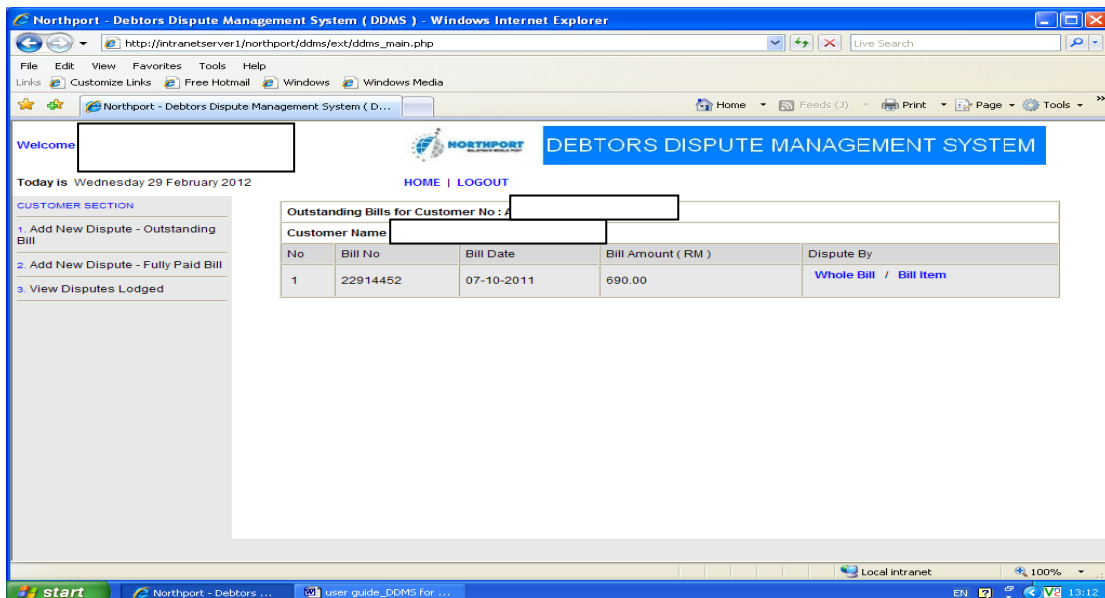 Northport - Debtors Dispute Management System ( DDMS ) - Windows Internet Explorer
http://intranetserver1/northport/ddms/ext/ddms_main.php
Live Search
File Edit View Favorites Tools Help
Links Customize Links Free Hotmail Windows Windows Media
Northport - Debtors Dispute Management System ( D...
Home Feeds (J) Print Page Tools »
Welcome
NORTHPORT
DEBTORS DISPUTE MANAGEMENT SYSTEM
Today is Wednesday 29 February 2012
HOME | LOGOUT
CUSTOMER SECTION
1. Add New Dispute - Outstanding
Bill
2. Add New Dispute - Fully Paid Bill
3. View Disputes Lodged
Outstanding Bills for Customer No : A
Customer Name
No Bill No Bill Date Bill Amount ( RM ) Dispute By
1 22914452 07-10-2011 690.00 Whole Bill / Bill Item
Local intranet 100%
start Northport - Debtors ... user guide_DDMS for ... EN 13:12